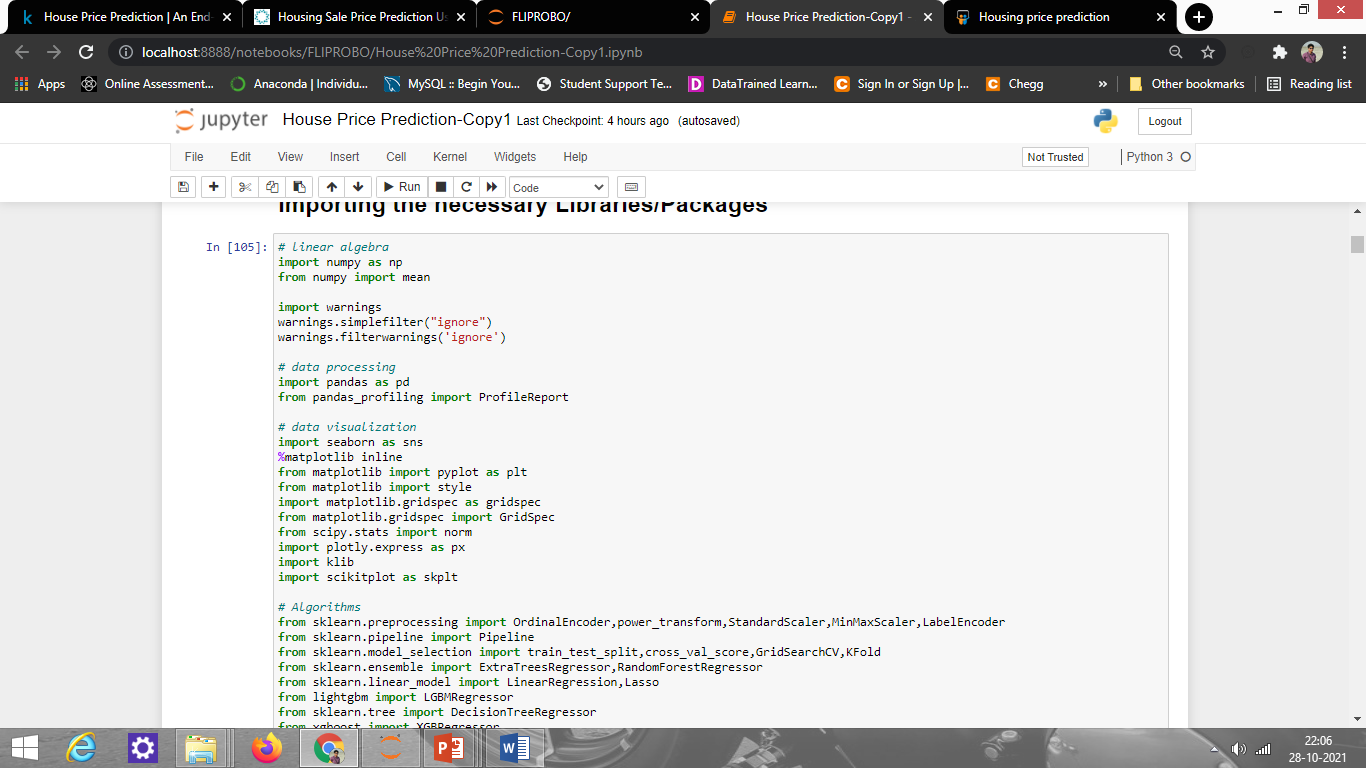 House Price Prediction | An End
Housing Sale Price Prediction Us
FLIPROBO/
House Price Prediction-Copy1 -
Housing price prediction
localhost:8888/notebooks/FLIPROBO/House%20Price%20Prediction-Copy1.ipynb
Apps
Online Assessment...
Anaconda | Individu...
MySQL :: Begin You...
Student Support Te...
DataTrained Learn...
Sign In or Sign Up |...
Chegg
»
Other bookmarks
Reading list
jupyter House Price Prediction-Copy1 Last Checkpoint: 4 hours ago (autosaved)
Logout
File Edit View Insert Cell Kernel Widgets Help
Not Trusted
Python 3
Run
Code
Importing the necessary Libraries/Packages
In [105]:
# linear algebra
import numpy as np
from numpy import mean
import warnings
warnings.simplefilter("ignore")
warnings.filterwarnings('ignore')
# data processing
import pandas as pd
from pandas_profiling import ProfileReport
# data visualization
import seaborn as sns
%matplotlib inline
from matplotlib import pyplot as plt
from matplotlib import style
import matplotlib.gridspec as gridspec
from matplotlib.gridspec import GridSpec
from scipy.stats import norm
import plotly.express as px
import klib
import scikitplot as skplt
# Algorithms
from sklearn.preprocessing import OrdinalEncoder,power_transform,StandardScaler,MinMaxScaler,LabelEncoder
from sklearn.pipeline import Pipeline
from sklearn.model_selection import train_test_split,cross_val_score,GridSearchCV,KFold
from sklearn.ensemble import ExtraTreesRegressor,RandomForestRegressor
from sklearn.linear_model import LinearRegression,Lasso
from lightgbm import LGBMRegressor
from sklearn.tree import DecisionTreeRegressor
from xgboost import XGBRegressor
22:06
28-10-2021